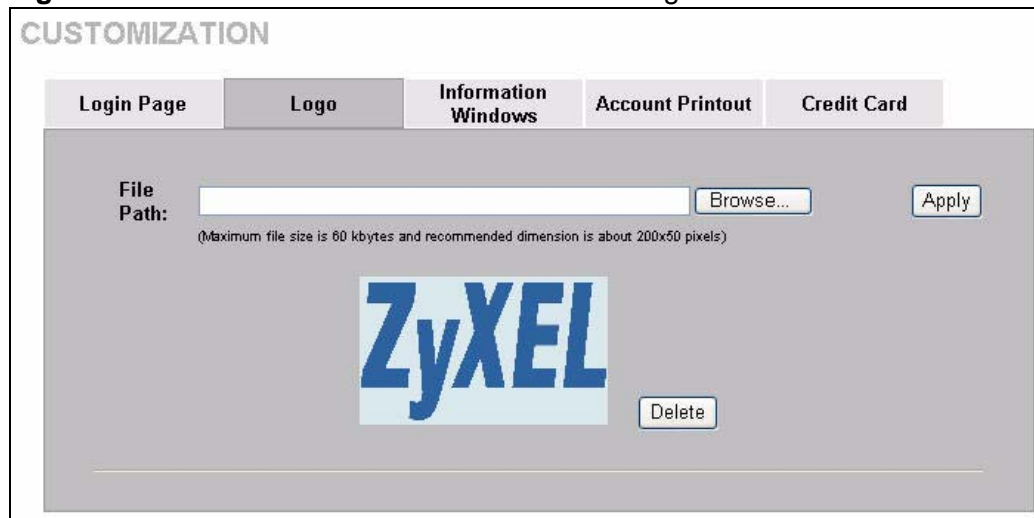 CUSTOMIZATION
Login Page
Logo
Information
Windows
Account Printout
Credit Card
File
Path:
Browse...
Apply
(Maximum file size is 60 kbytes and recommended dimension is about 200x50 pixels)
ZyXEL
Delete